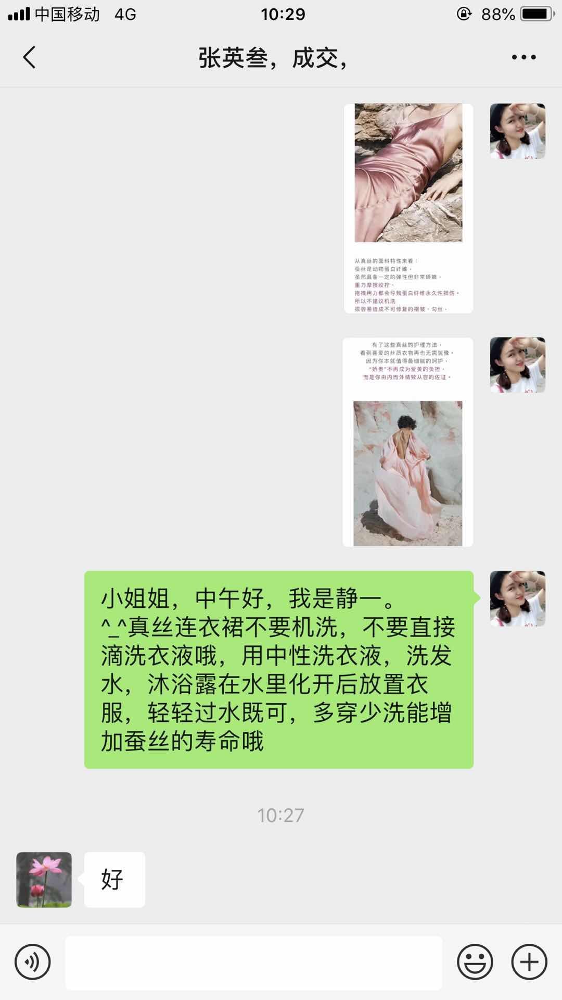 中国移动 4G 10:29 88%
张英叁，成交，
从真丝的面料特性来看：
蚕丝是动物蛋白纤维，
虽然具备一定的弹性但非常娇嫩，
重力摩擦绞拧、
拖拽用力都会导致蛋白纤维永久性损伤。
所以不建议机洗
很容易造成不可修复的褶皱、勾丝，
有了这些真丝的护理方法，
看到喜爱的丝质衣物再也无需犹豫。
因为你本就值得最细腻的呵护，
“娇贵”不再成为爱美的负担，
而是你由内而外精致从容的佐证。
小姐姐，中午好，我是静一。
^_^真丝连衣裙不要机洗，不要直接
滴洗衣液哦，用中性洗衣液，洗发
水，沐浴露在水里化开后放置衣
服，轻轻过水既可，多穿少洗能增
加蚕丝的寿命哦
10:27
好